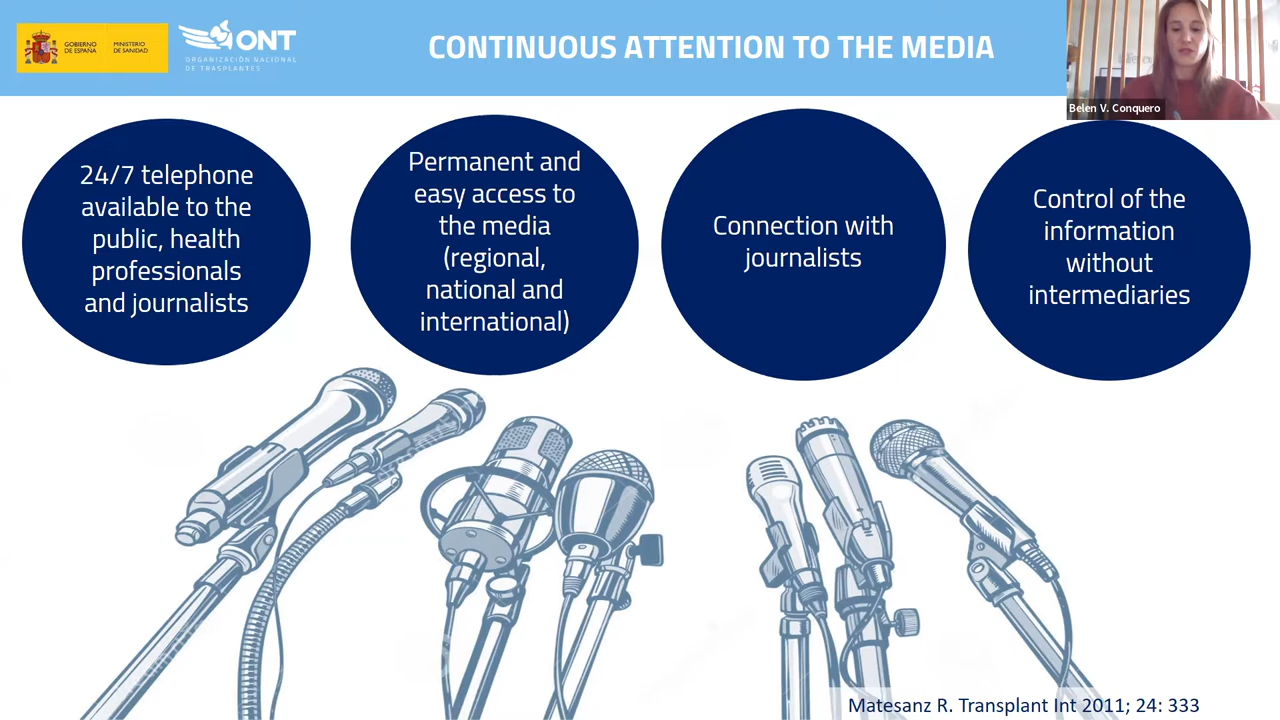 GOBIERNO
DE ESPAÑA
MINISTERIO
DE SANIDAD
ONT
ORGANIZACIÓN NACIONAL
DE TRASPLANTES
CONTINUOUS ATTENTION TO THE MEDIA
Belen V. Conquero
24/7 telephone
available to the
public, health
professionals
and journalists
Permanent and
easy access to
the media
(regional,
national and
international)
Connection with
journalists
Control of the
information
without
intermediaries
Matesanz R. Transplant Int 2011; 24: 333